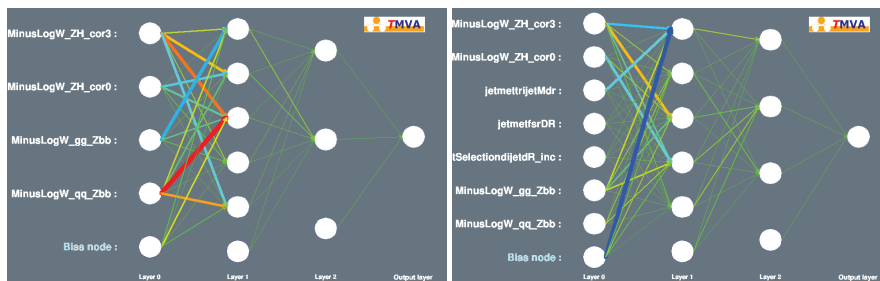 TMVA
MinusLogW_ZH_cor3 :
MinusLogW_ZH_cor0 :
MinusLogW_gg_Zbb :
MinusLogW_qq_Zbb :
Bias node :
Layer 0
Layer 1
Layer 2
Output layer
TMVA
MinusLogW_ZH_cor3 :
MinusLogW_ZH_cor0 :
jetmettrijetMdr :
jetmetfsrDR :
tSelectiondijetdR_inc :
MinusLogW_gg_Zbb :
MinusLogW_qq_Zbb :
Bias node :
Layer 0
Layer 1
Layer 2
Output layer